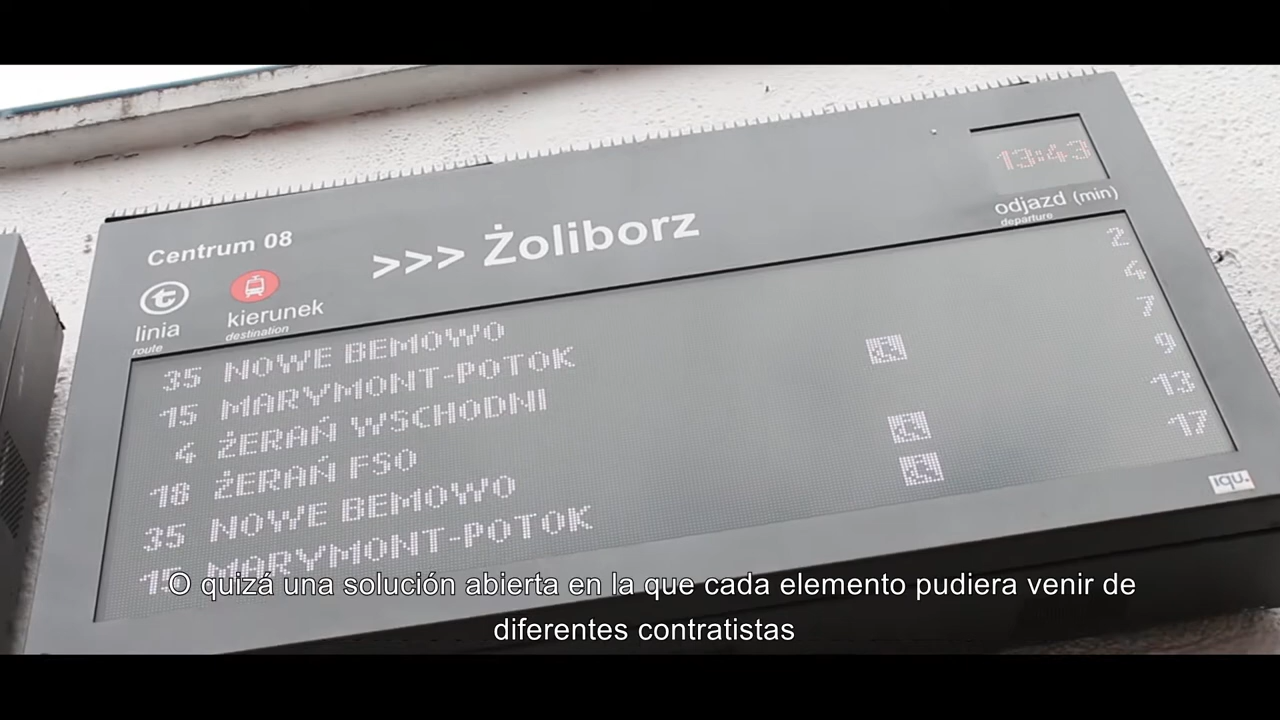 13:43
odjazd (min)
departure
Centrum 08
>>> Żoliborz
t
linia
route
kierunek
destination
35 NOWE BEMOWO 2
15 MARYMONT-POTOK 4
4 ŻERAŃ WSCHODNI 7
18 ŻERAŃ FSO 9
35 NOWE BEMOWO 13
15 MARYMONT-POTOK 17
iqu.
O quizá una solución abierta en la que cada elemento pudiera venir de
diferentes contratistas